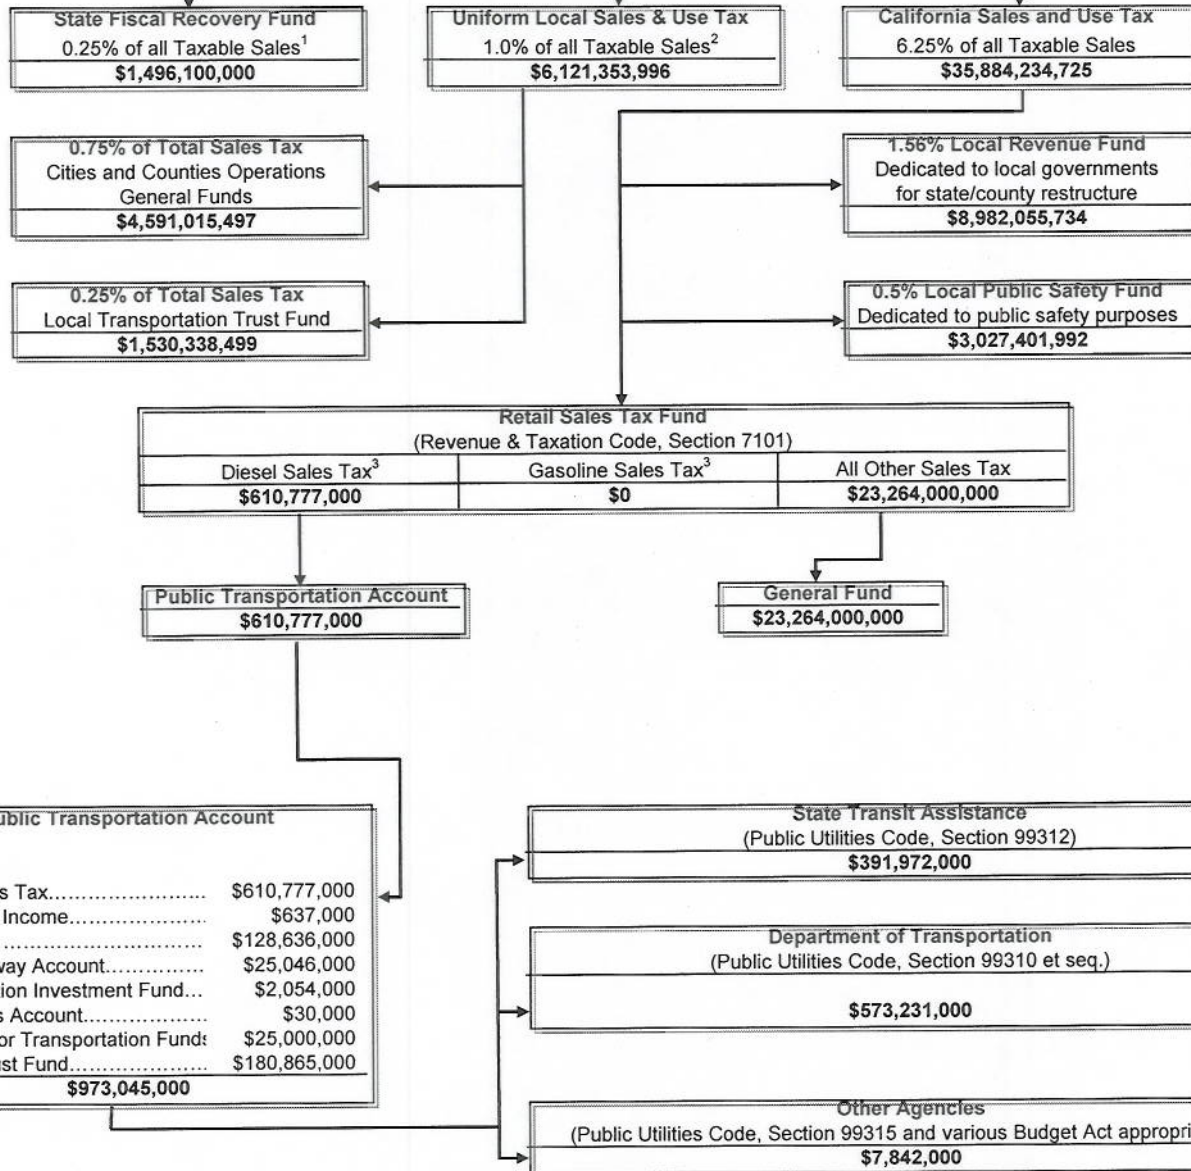 State Fiscal Recovery Fund
0.25% of all Taxable Sales¹
$1,496,100,000
Uniform Local Sales & Use Tax
1.0% of all Taxable Sales²
$6,121,353,996
California Sales and Use Tax
6.25% of all Taxable Sales
$35,884,234,725
0.75% of Total Sales Tax
Cities and Counties Operations
General Funds
$4,591,015,497
1.56% Local Revenue Fund
Dedicated to local governments
for state/county restructure
$8,982,055,734
0.25% of Total Sales Tax
Local Transportation Trust Fund
$1,530,338,499
0.5% Local Public Safety Fund
Dedicated to public safety purposes
$3,027,401,992
Retail Sales Tax Fund
(Revenue & Taxation Code, Section 7101)
Diesel Sales Tax³
$610,777,000
Gasoline Sales Tax³
$0
All Other Sales Tax
$23,264,000,000
Public Transportation Account
$610,777,000
General Fund
$23,264,000,000
ublic Transportation Account
s Tax........................ $610,777,000
Income..................... $637,000
............................... $128,636,000
way Account............... $25,046,000
tion Investment Fund... $2,054,000
s Account................... $30,000
or Transportation Funds $25,000,000
ust Fund..................... $180,865,000
$973,045,000
State Transit Assistance
(Public Utilities Code, Section 99312)
$391,972,000
Department of Transportation
(Public Utilities Code, Section 99310 et seq.)
$573,231,000
Other Agencies
(Public Utilities Code, Section 99315 and various Budget Act appropri
$7,842,000